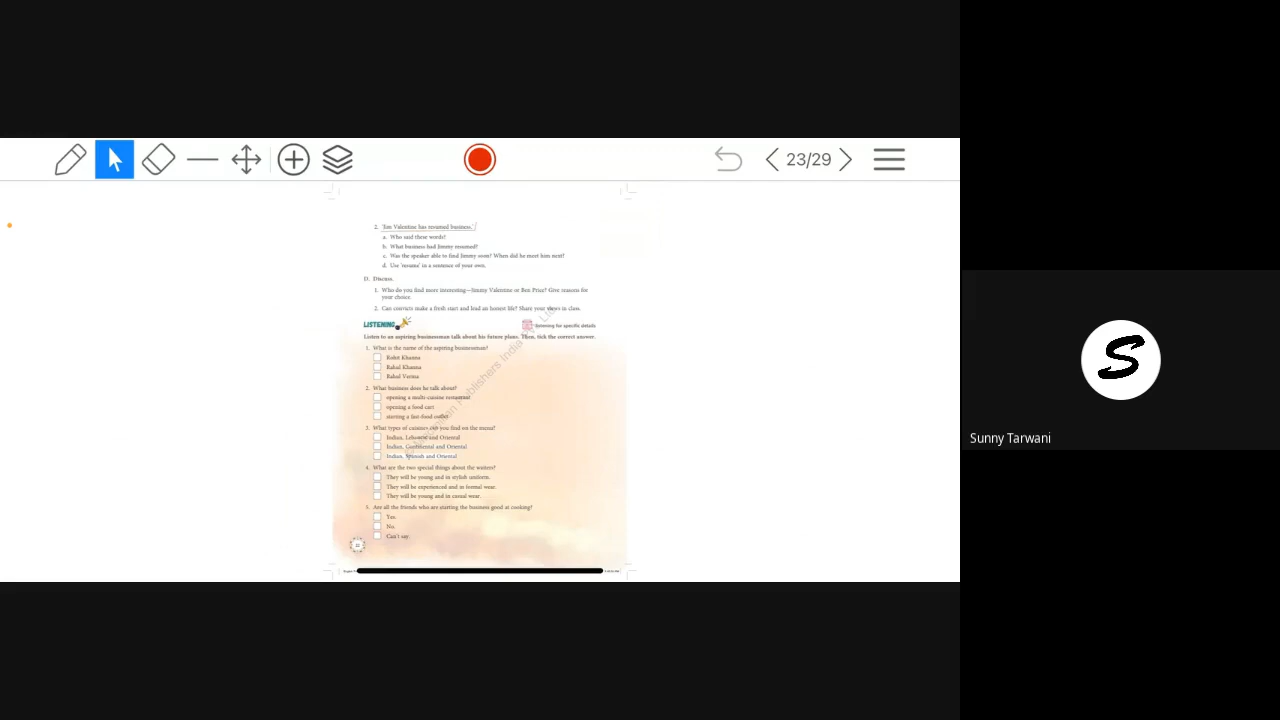 23/29
2. 'Jim Valentine has resumed business.'
a. Who said these words?
b. What business had Jimmy resumed?
c. Was the speaker able to find Jimmy soon? When did he meet him next?
d. Use 'resume' in a sentence of your own.
D. Discuss.
1. Who do you find more interesting—Jimmy Valentine or Ben Price? Give reasons for
your choice.
2. Can convicts make a fresh start and lead an honest life? Share your views in class.
LISTENING
listening for specific details
Listen to an aspiring businessman talk about his future plans. Then, tick the correct answer.
1. What is the name of the aspiring businessman?
Rohit Khanna
Rahul Khanna
Rahul Verma
2. What business does he talk about?
opening a multi-cuisine restaurant
opening a food cart
starting a fast-food outlet
3. What types of cuisines can you find on the menu?
Indian, Lebanese and Oriental
Indian, Continental and Oriental
Indian, Spanish and Oriental
4. What are the two special things about the waiters?
They will be young and in stylish uniform.
They will be experienced and in formal wear.
They will be young and in casual wear.
5. Are all the friends who are starting the business good at cooking?
Yes.
No.
Can't say.
Publishers India Pvt. Ltd.
S
Sunny Tarwani